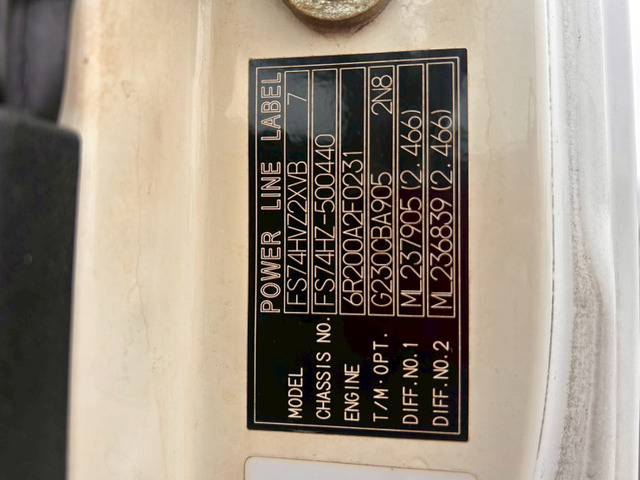 POWER LINE LABEL
MODEL FS74HVZ2XVB 7
CHASSIS NO. FS74HZ-500440
ENGINE 6R200A2F0231
T/M·OPT. G230CBA905 2N8
DIFF.NO.1 ML237905(2.466)
DIFF.NO.2 ML236839(2.466)